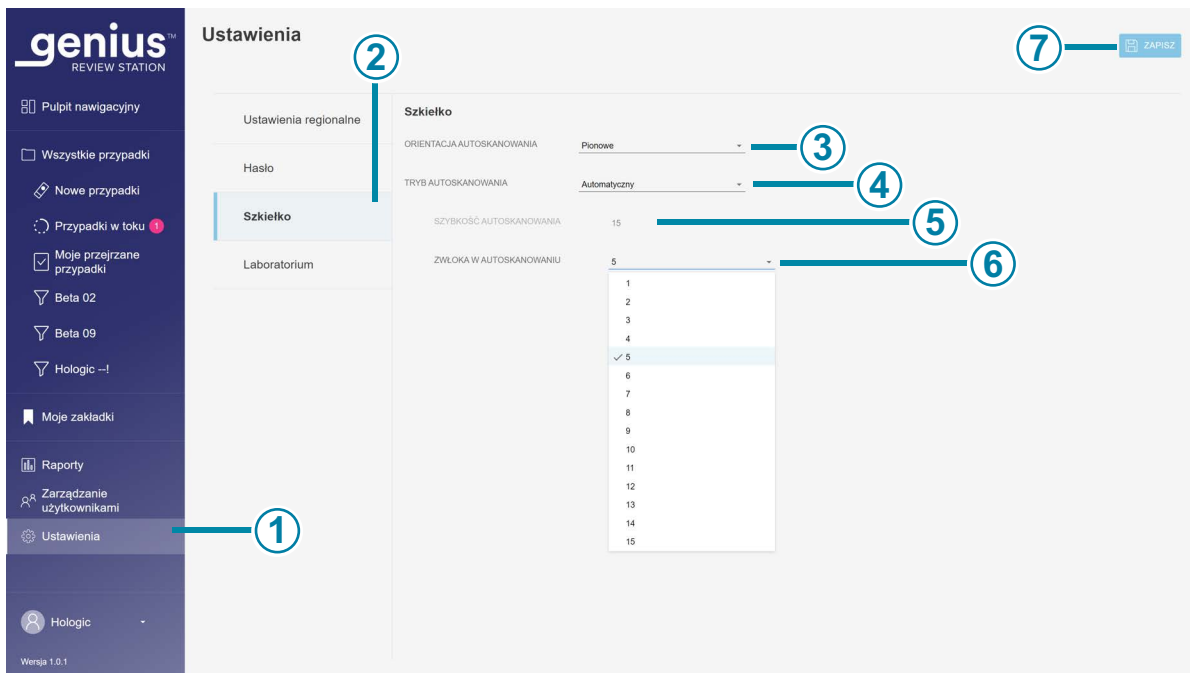 genius™
REVIEW STATION
Pulpit nawigacyjny
Wszystkie przypadki
Nowe przypadki
Przypadki w toku 1
Moje przejrzane
przypadki
Beta 02
Beta 09
Hologic --!
Moje zakładki
Raporty
Zarządzanie
użytkownikami
Ustawienia
1
Hologic
Wersja 1.0.1
Ustawienia
2
7
ZAPISZ
Ustawienia regionalne
Hasło
Szkiełko
Laboratorium
Szkiełko
ORIENTACJA AUTOSKANOWANIA Pionowe 3
TRYB AUTOSKANOWANIA Automatyczny 4
SZYBKOŚĆ AUTOSKANOWANIA 15 5
ZWŁOKA W AUTOSKANOWANIU 5 6
1
2
3
4
5
6
7
8
9
10
11
12
13
14
15